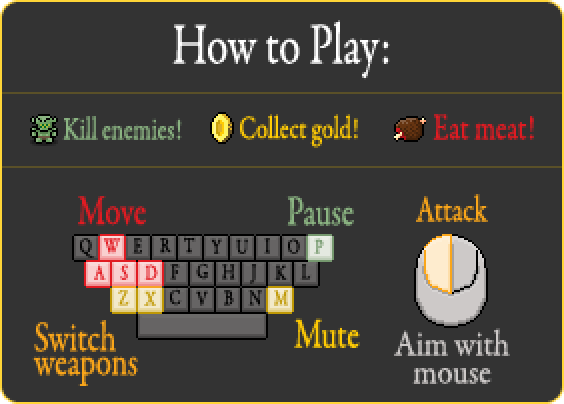 How to Play:
Kill enemies! Collect gold! Eat meat!
Move Pause Attack
Q W E R T Y U I O P
A S D F G H J K L
Z X C V B N M
Switch weapons
Mute
Aim with mouse